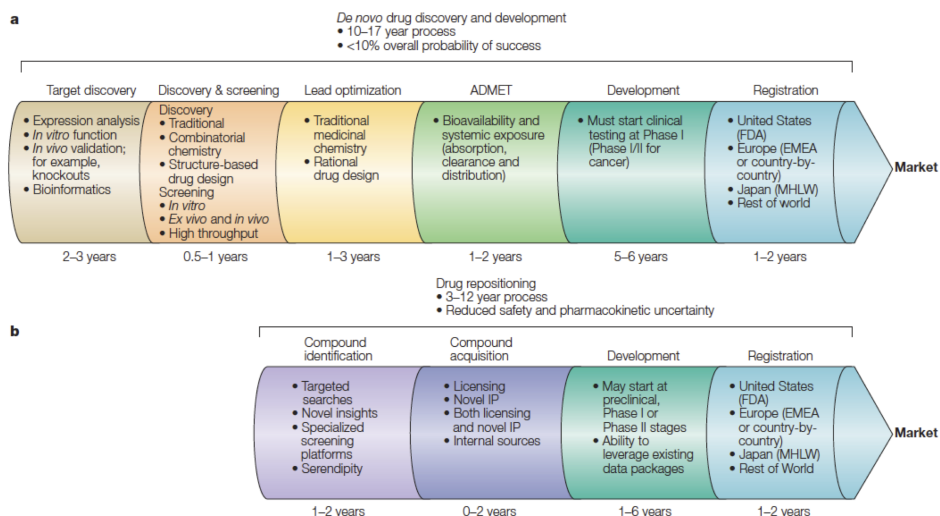 a
De novo drug discovery and development
• 10–17 year process
• <10% overall probability of success
Target discovery
• Expression analysis
• In vitro function
• In vivo validation;
for example,
knockouts
• Bioinformatics
2–3 years
Discovery & screening
Discovery
• Traditional
• Combinatorial
chemistry
• Structure-based
drug design
Screening
• In vitro
• Ex vivo and in vivo
• High throughput
0.5–1 years
Lead optimization
• Traditional
medicinal
chemistry
• Rational
drug design
1–3 years
ADMET
• Bioavailability and
systemic exposure
(absorption,
clearance and
distribution)
1–2 years
Development
• Must start clinical
testing at Phase I
(Phase I/II for
cancer)
5–6 years
Registration
• United States
(FDA)
• Europe (EMEA
or country-by-
country)
• Japan (MHLW)
• Rest of world
1–2 years
Market
b
Drug repositioning
• 3–12 year process
• Reduced safety and pharmacokinetic uncertainty
Compound
identification
• Targeted
searches
• Novel insights
• Specialized
screening
platforms
• Serendipity
1–2 years
Compound
acquisition
• Licensing
• Novel IP
• Both licensing
and novel IP
• Internal sources
0–2 years
Development
• May start at
preclinical,
Phase I or
Phase II stages
• Ability to
leverage existing
data packages
1–6 years
Registration
• United States
(FDA)
• Europe (EMEA
or country-by-
country)
• Japan (MHLW)
• Rest of World
1–2 years
Market